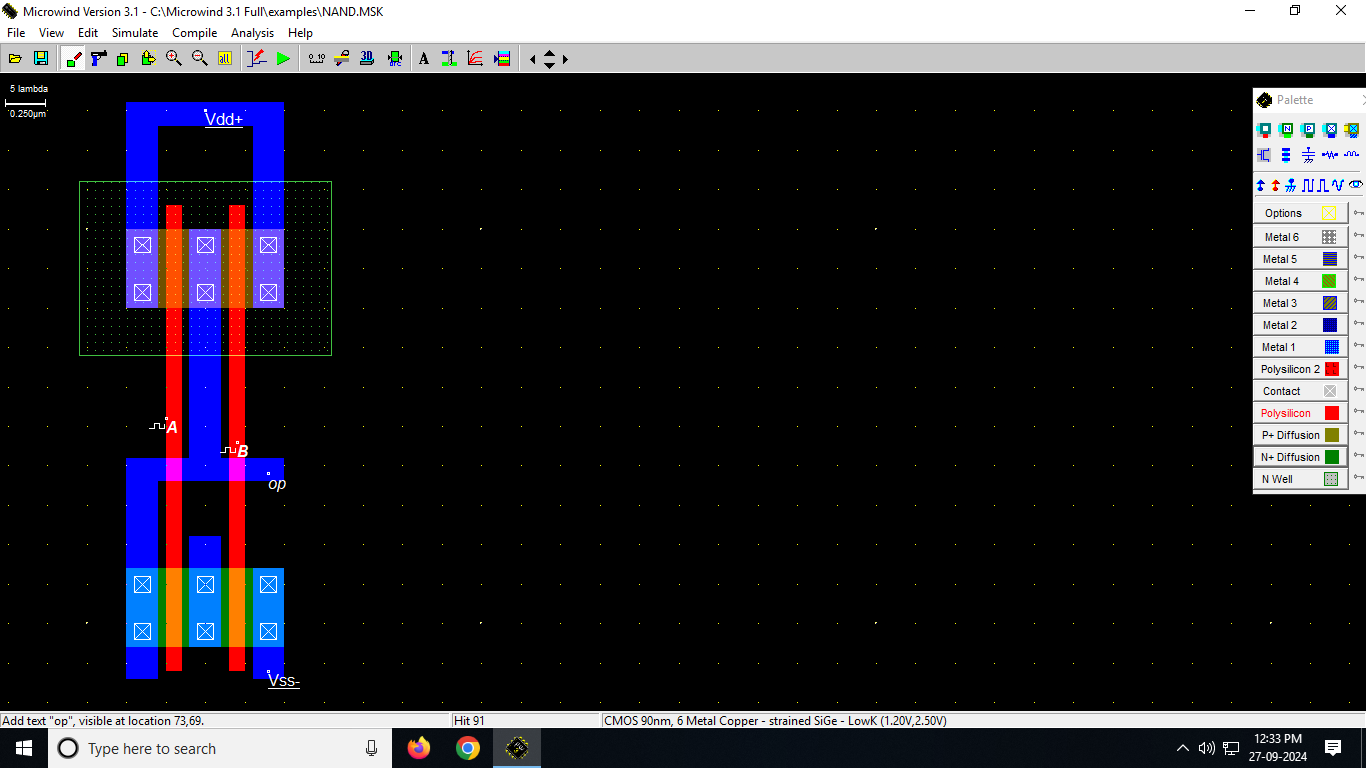 Microwind Version 3.1 - C:\Microwind 3.1 Full\examples\NAND.MSK
File View Edit Simulate Compile Analysis Help
5 lambda
0.250µm
Vdd+
A
B
op
Vss-
Palette
Options
Metal 6
Metal 5
Metal 4
Metal 3
Metal 2
Metal 1
Polysilicon 2
Contact
Polysilicon
P+ Diffusion
N+ Diffusion
N Well
Add text "op", visible at location 73,69. Hit 91 CMOS 90nm, 6 Metal Copper - strained SiGe - LowK (1.20V,2.50V)
Type here to search
12:33 PM
27-09-2024